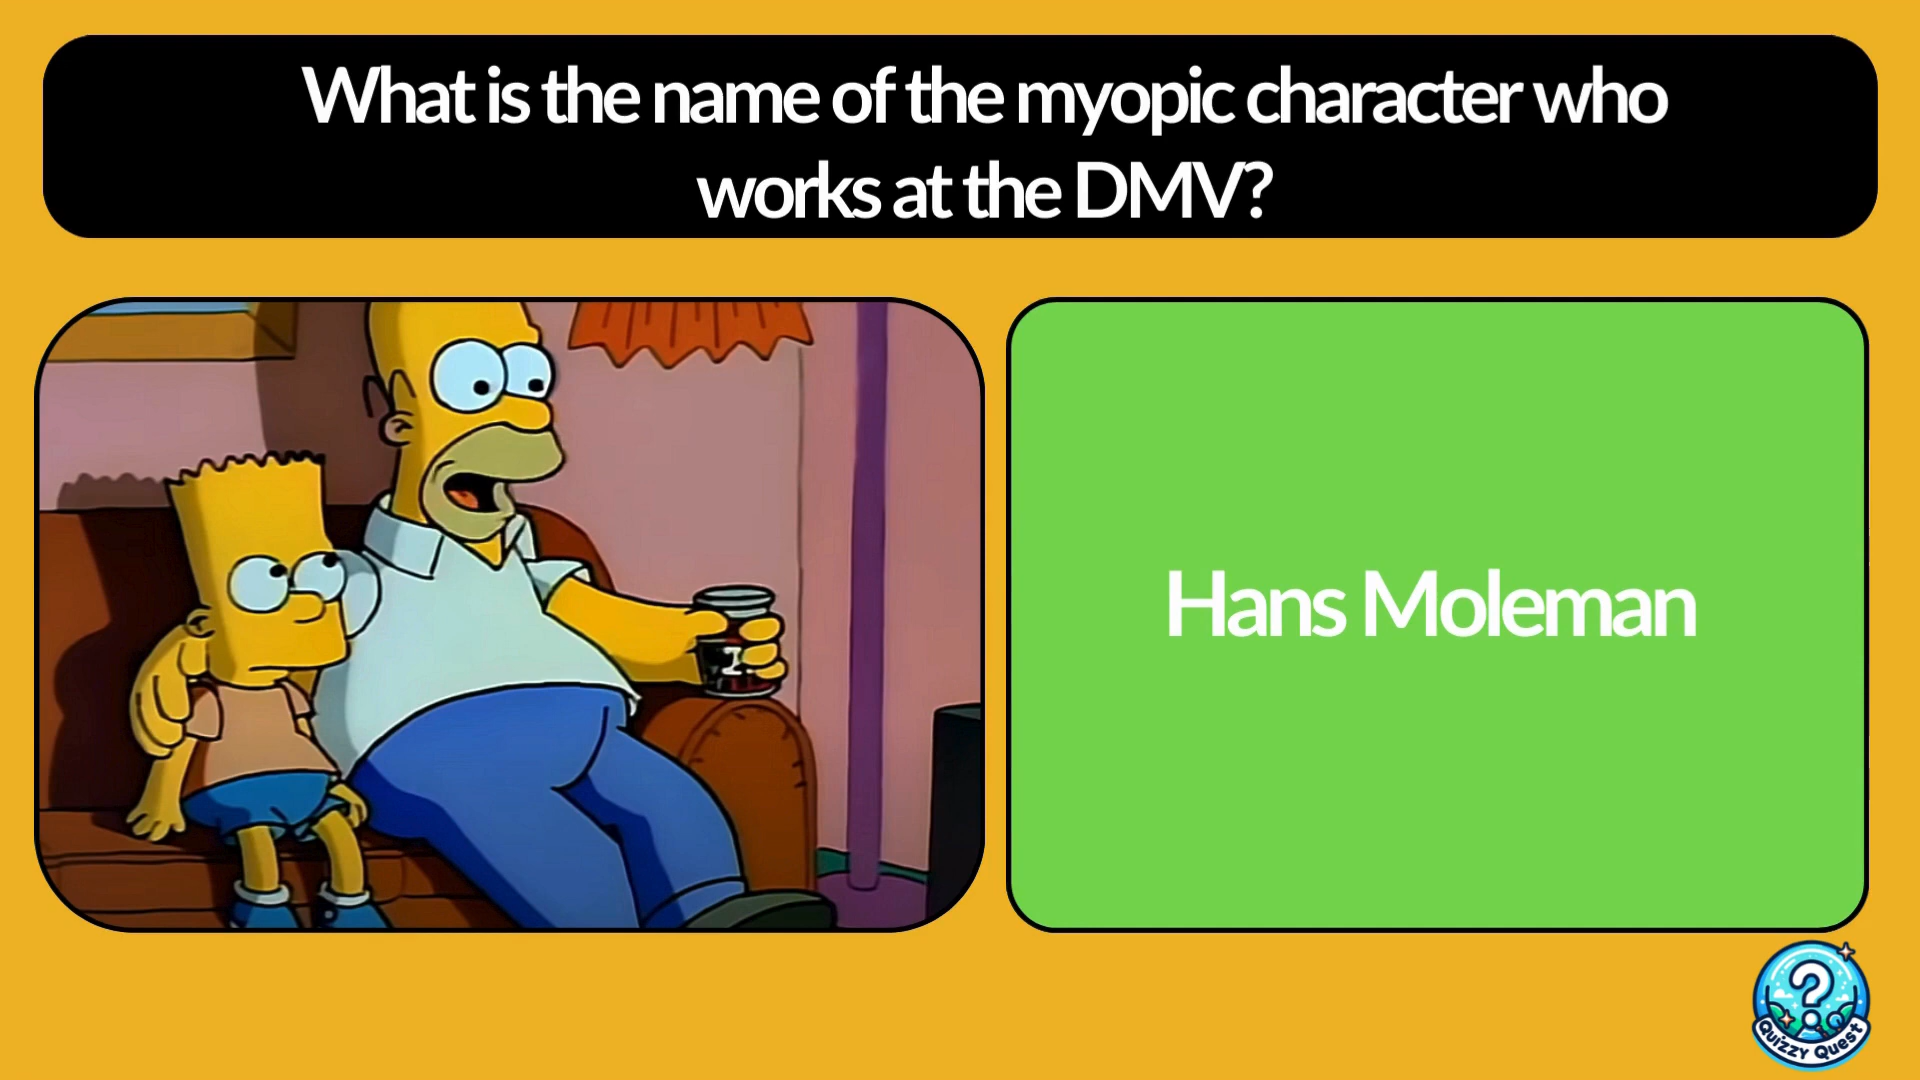 What is the name of the myopic character who
works at the DMV?
Hans Moleman
?
Quizzy Quest